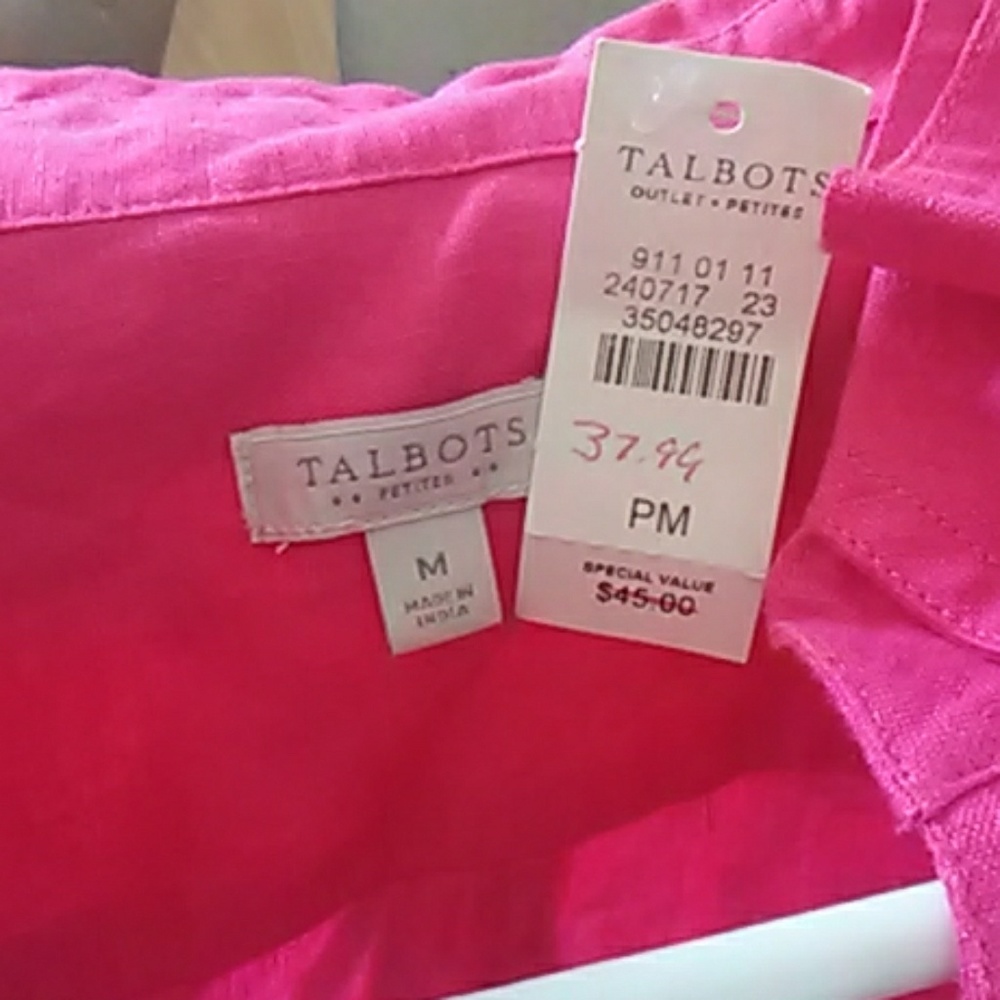 TALBOTS
OUTLET • PETITES
911 01 11
240717 23
35048297
37.99
PM
SPECIAL VALUE
$45.00
TALBOTS
•• PETITES ••
M
MADE IN
INDIA